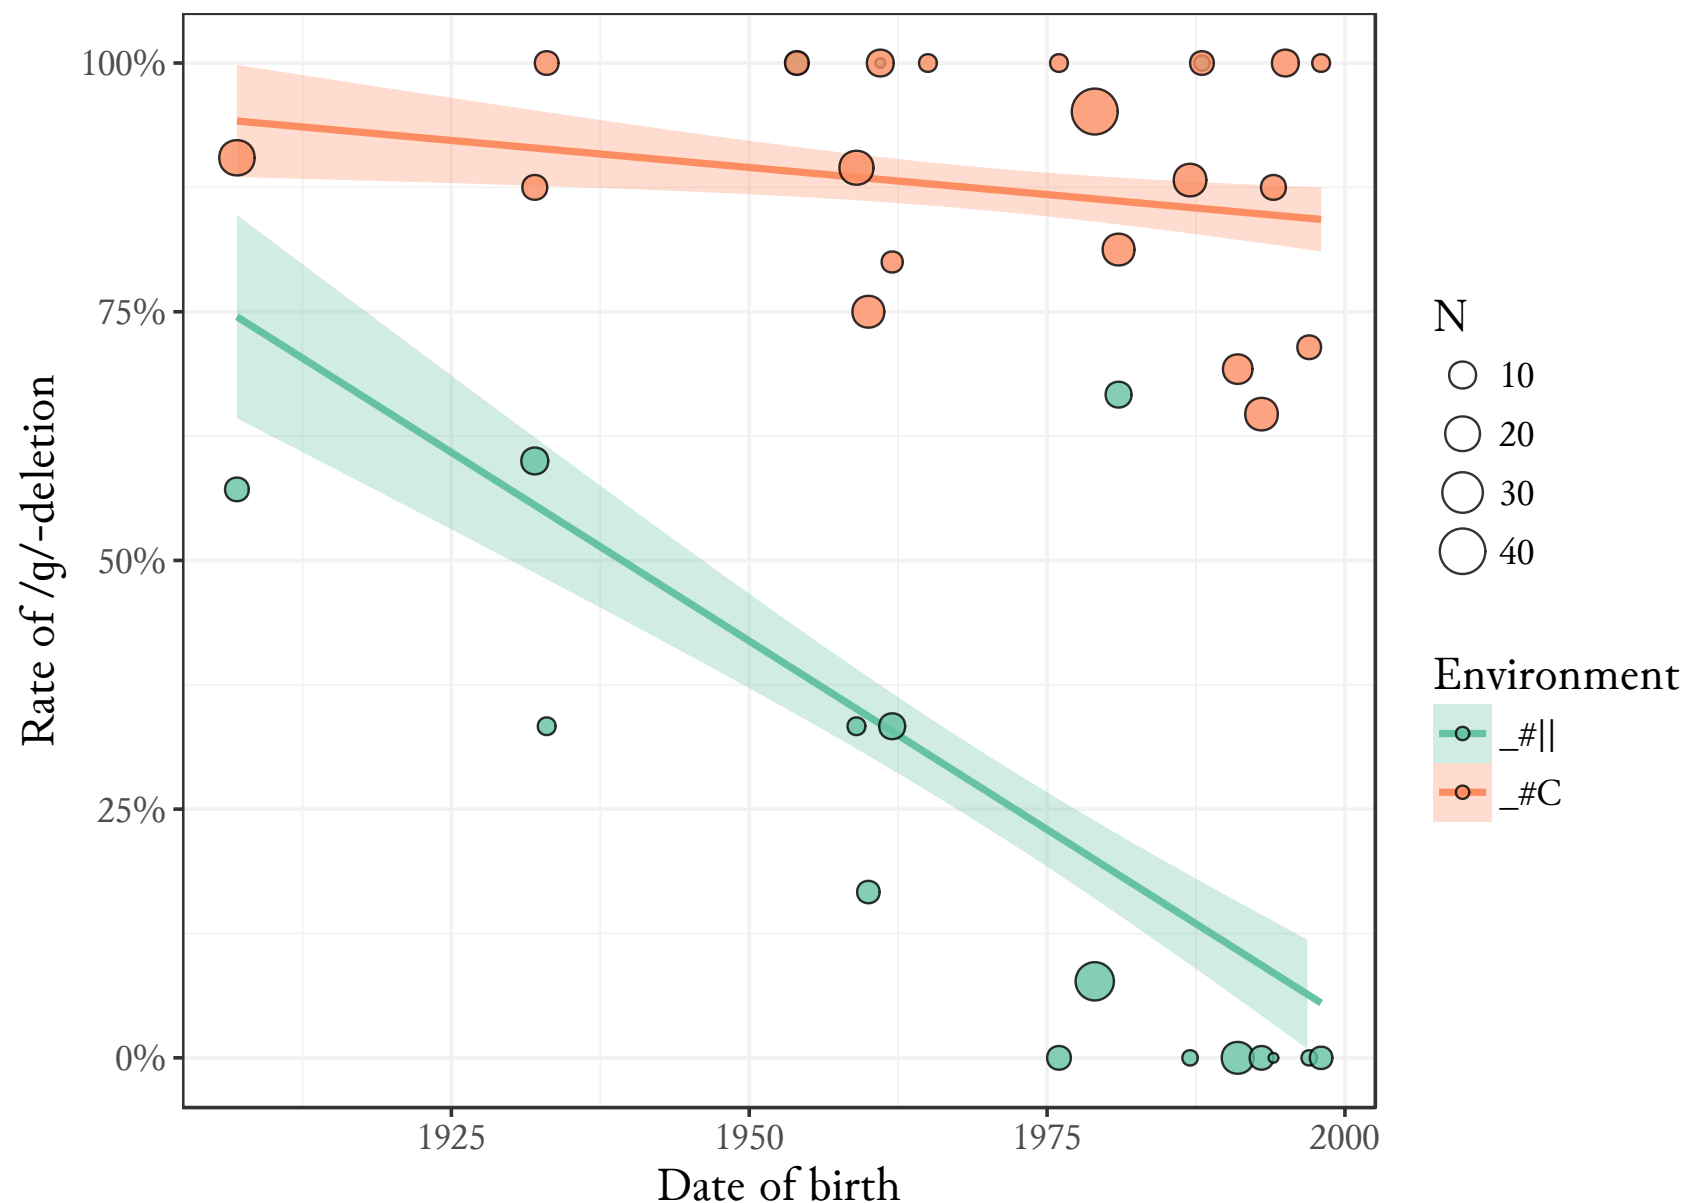 Rate of /g/-deletion
100%
75%
50%
25%
0%
1925 1950 1975 2000
Date of birth
N
10
20
30
40
Environment
_#||
_#C